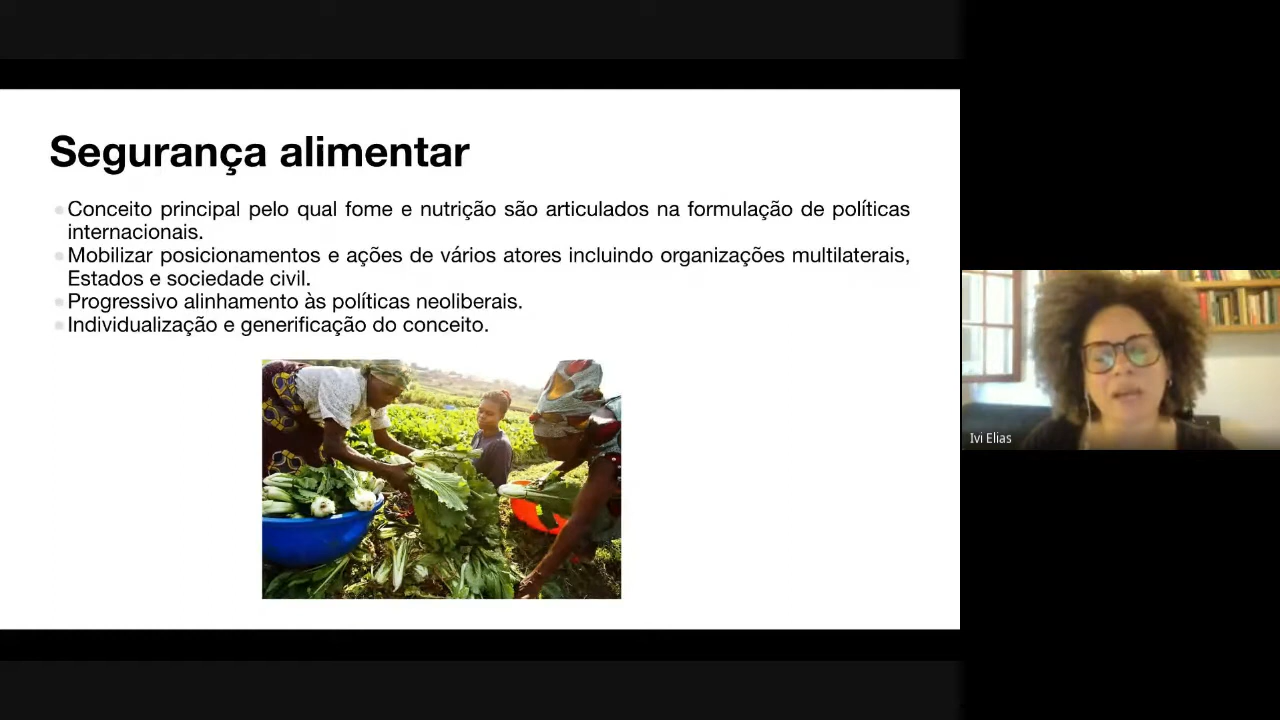 Segurança alimentar
Conceito principal pelo qual fome e nutrição são articulados na formulação de políticas
internacionais.
Mobilizar posicionamentos e ações de vários atores incluindo organizações multilaterais,
Estados e sociedade civil.
Progressivo alinhamento às políticas neoliberais.
Individualização e generificação do conceito.
Ivi Elias